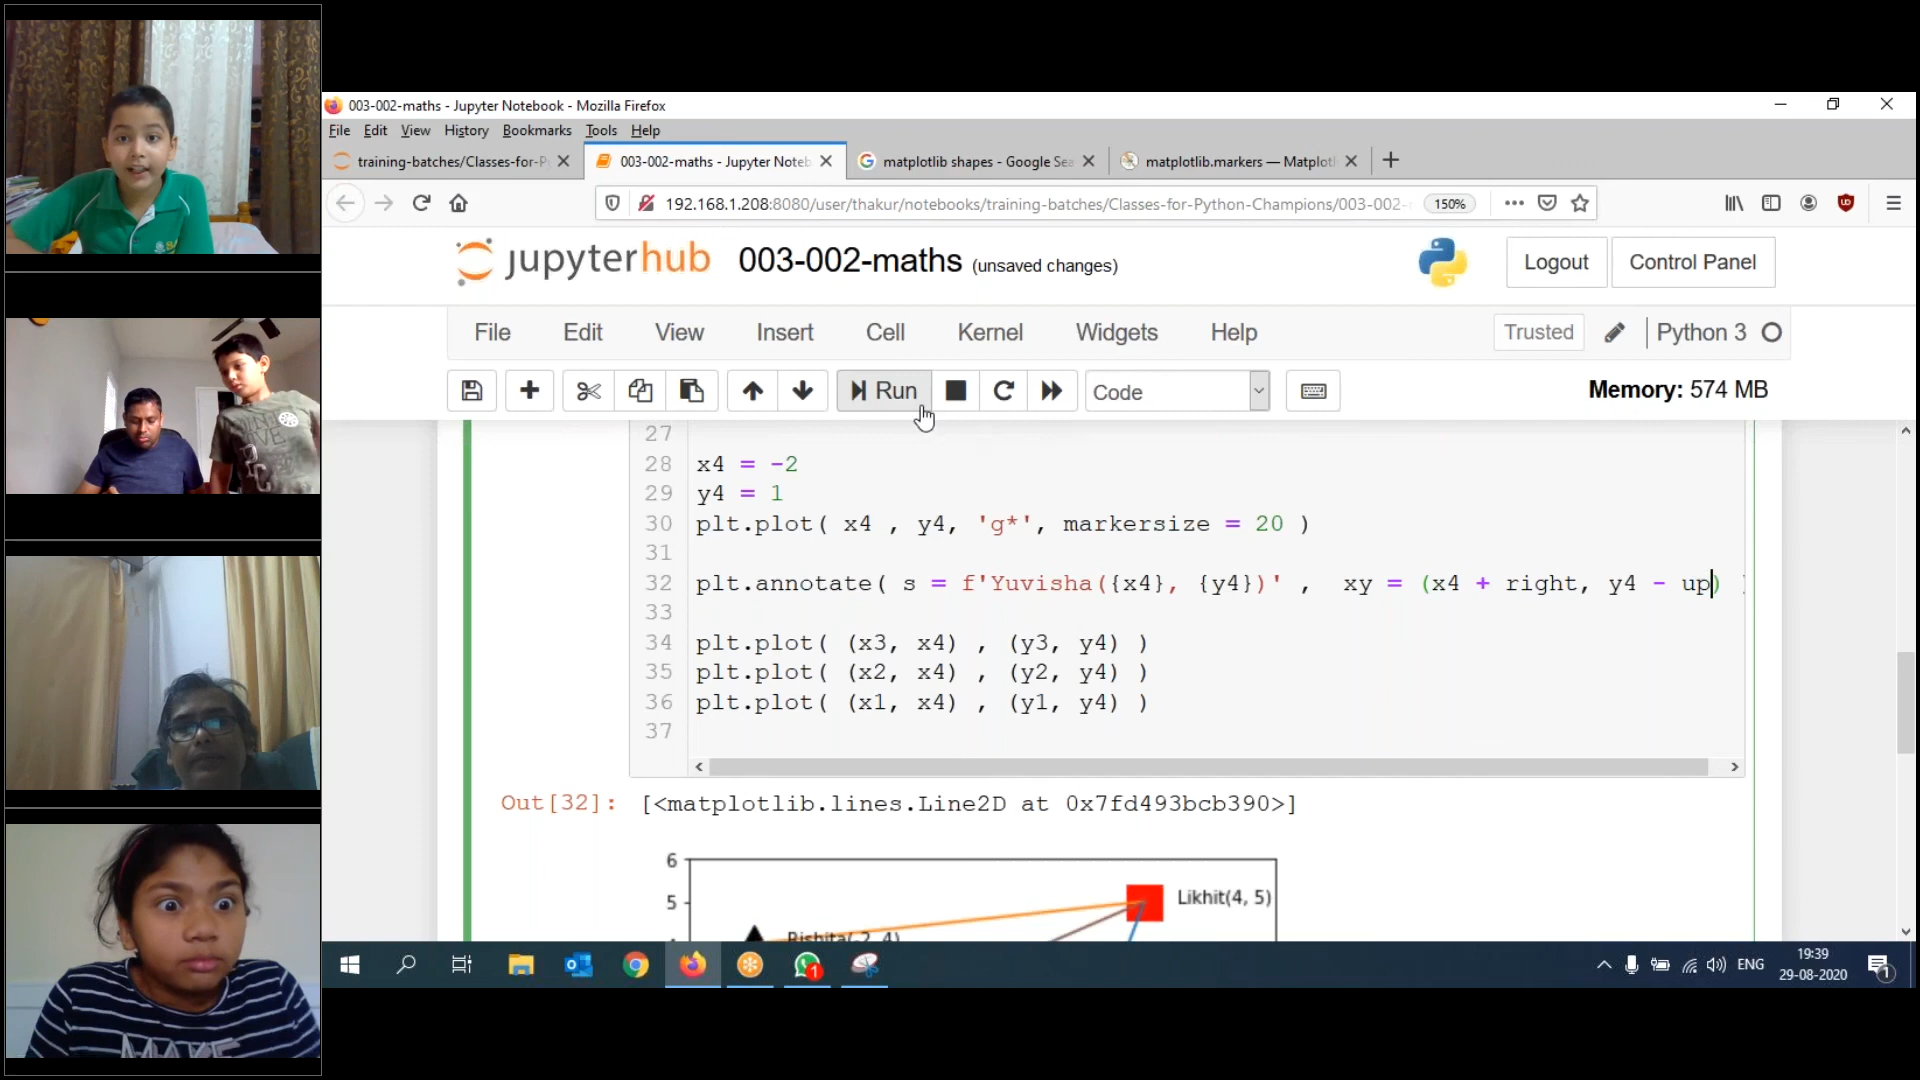 003-002-maths - Jupyter Notebook - Mozilla Firefox
File Edit View History Bookmarks Tools Help
training-batches/Classes-for-P
003-002-maths - Jupyter Noteb
matplotlib shapes - Google Sea
matplotlib.markers — Matplotl
192.168.1.208:8080/user/thakur/notebooks/training-batches/Classes-for-Python-Champions/003-002- 150%
jupyterhub 003-002-maths (unsaved changes) Logout Control Panel
File Edit View Insert Cell Kernel Widgets Help Trusted Python 3
Run Code Memory: 574 MB
27
28 x4 = -2
29 y4 = 1
30 plt.plot( x4 , y4, 'g*', markersize = 20 )
31
32 plt.annotate( s = f'Yuvisha({x4}, {y4})' , xy = (x4 + right, y4 - up) )
33
34 plt.plot( (x3, x4) , (y3, y4) )
35 plt.plot( (x2, x4) , (y2, y4) )
36 plt.plot( (x1, x4) , (y1, y4) )
37
Out[32]: [<matplotlib.lines.Line2D at 0x7fd493bcb390>]
6
5
Likhit(4, 5)
Rishita(-2, 4)
1
ENG
19:39
29-08-2020
1